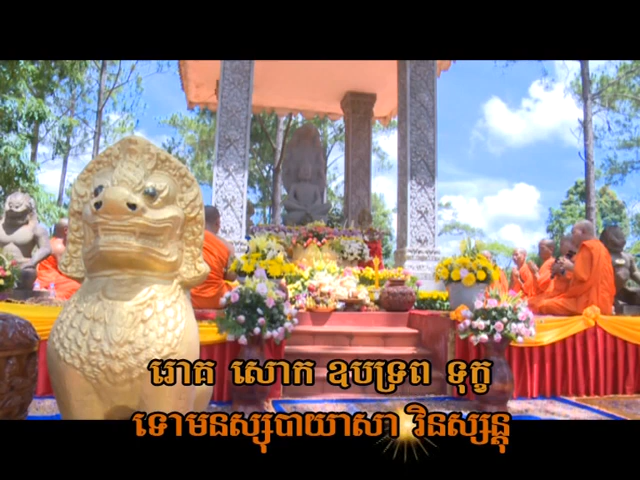 រោគ សោក ឧបទ្រព ទុក្ខ
ទោមនស្សុបាយាសា វិនស្សន្តុ